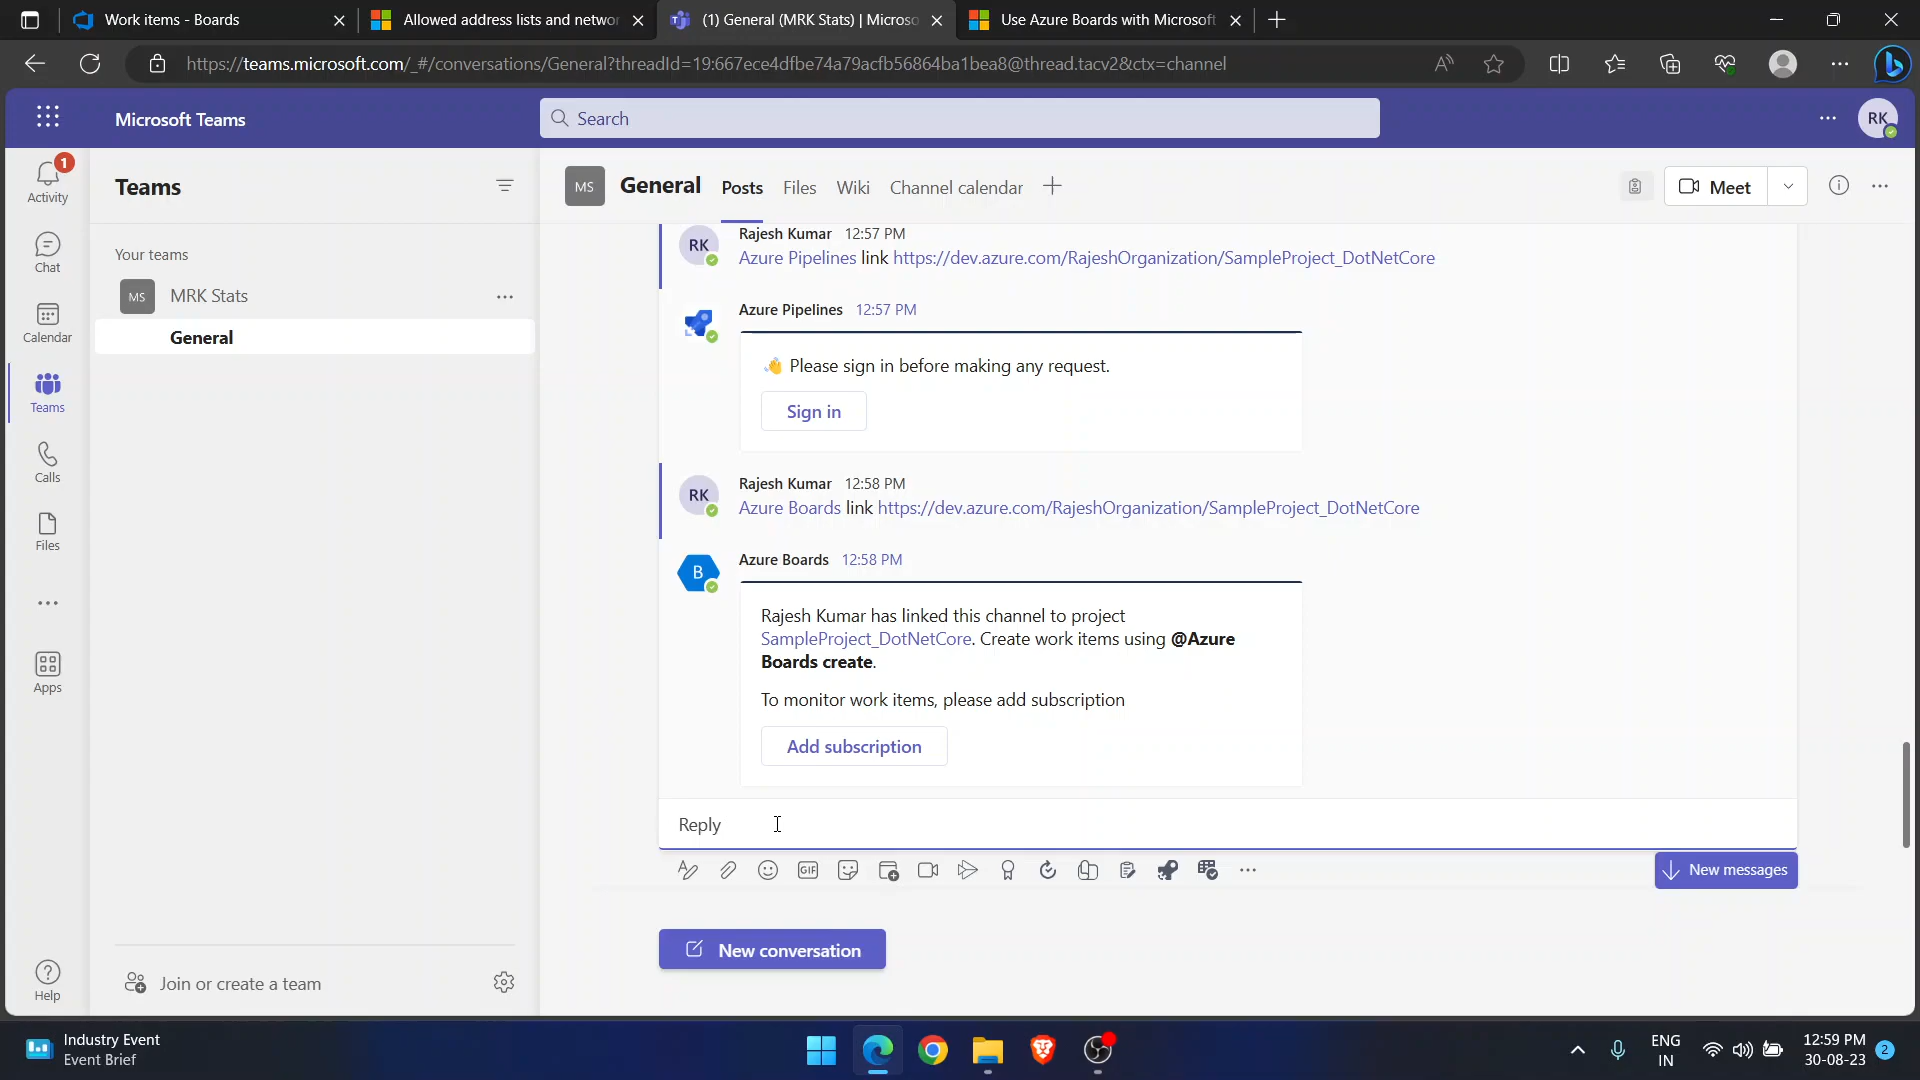 Work items - Boards
Allowed address lists and networ
(1) General (MRK Stats) | Microso
Use Azure Boards with Microsoft
https://teams.microsoft.com/_#/conversations/General?threadId=19:667ece4dfbe74a79acfb56864ba1bea8@thread.tacv2&ctx=channel
Microsoft Teams
Search
RK
1
Activity
Chat
Calendar
Teams
Calls
Files
Apps
Help
Teams
Your teams
MS
MRK Stats
General
Join or create a team
MS
General
Posts
Files
Wiki
Channel calendar
Meet
RK
Rajesh Kumar 12:57 PM
Azure Pipelines link https://dev.azure.com/RajeshOrganization/SampleProject_DotNetCore
Azure Pipelines 12:57 PM
👋 Please sign in before making any request.
Sign in
RK
Rajesh Kumar 12:58 PM
Azure Boards link https://dev.azure.com/RajeshOrganization/SampleProject_DotNetCore
B
Azure Boards 12:58 PM
Rajesh Kumar has linked this channel to project
SampleProject_DotNetCore. Create work items using @Azure
Boards create.
To monitor work items, please add subscription
Add subscription
Reply
GIF
New messages
New conversation
Industry Event
Event Brief
ENG
IN
12:59 PM
30-08-23
2